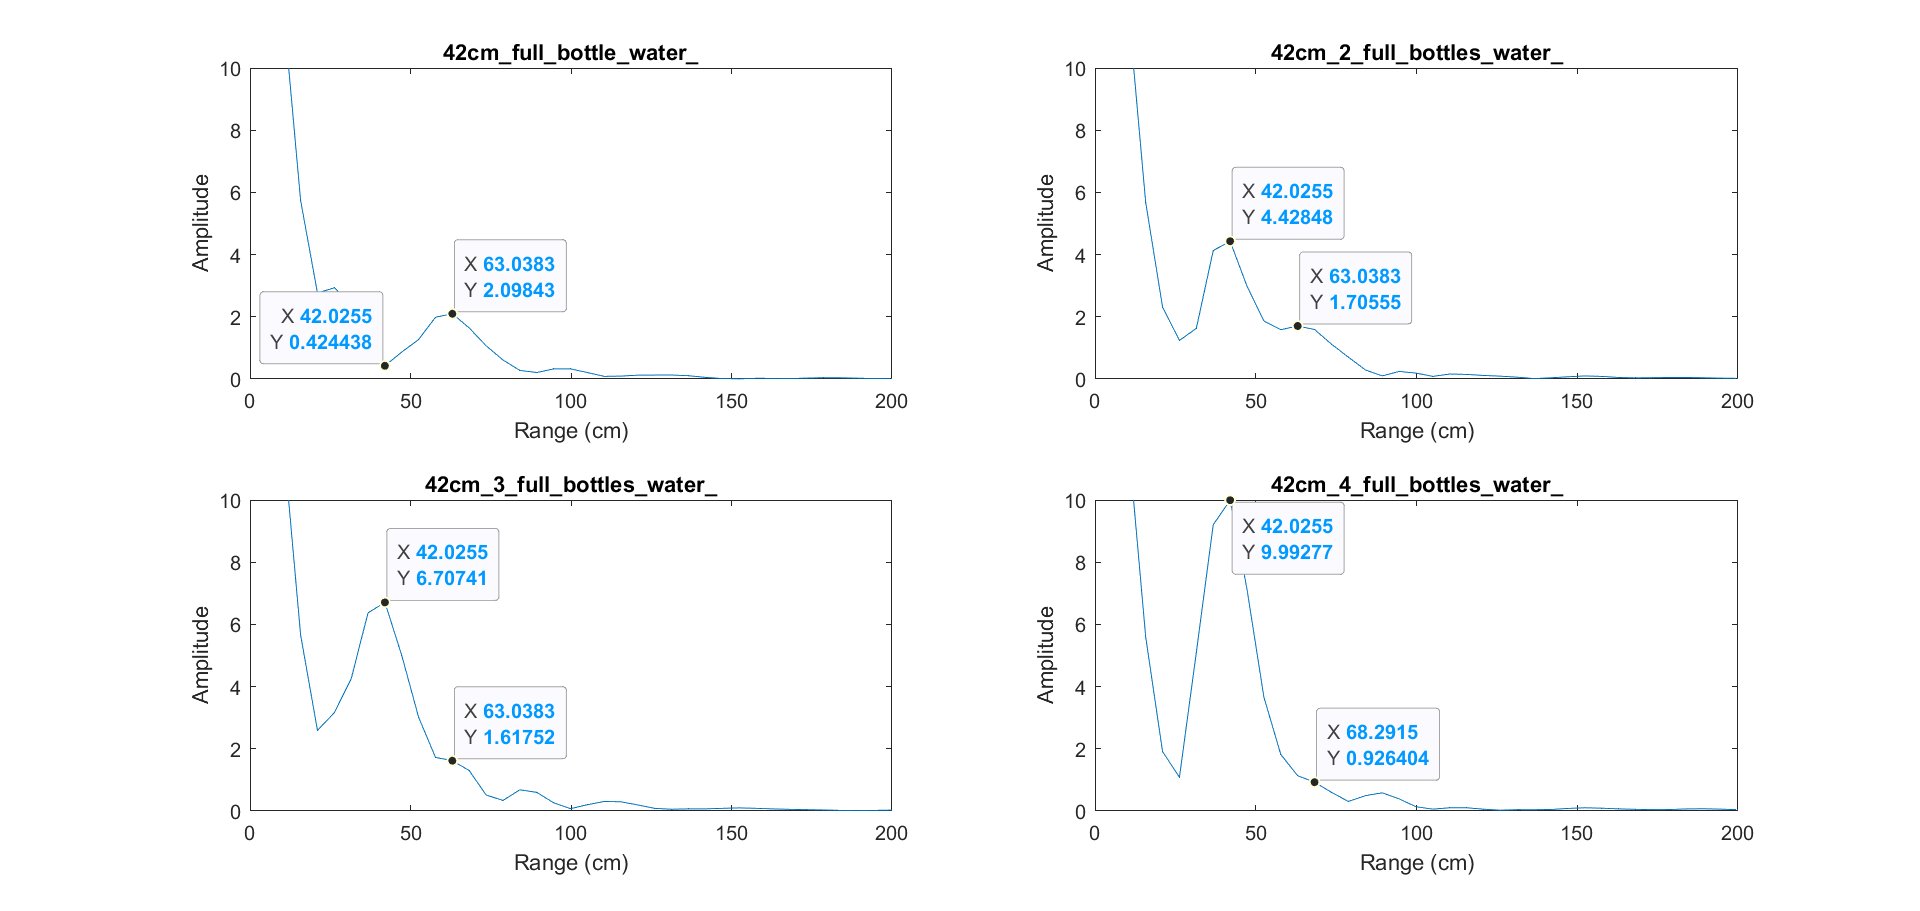 42cm_full_bottle_water_
10
8
6
4
2
0
Amplitude
X 63.0383
Y 2.09843
X 42.0255
Y 0.424438
0 50 100 150 200
Range (cm)
42cm_2_full_bottles_water_
10
8
6
4
2
0
Amplitude
X 42.0255
Y 4.42848
X 63.0383
Y 1.70555
0 50 100 150 200
Range (cm)
42cm_3_full_bottles_water_
10
8
6
4
2
0
Amplitude
X 42.0255
Y 6.70741
X 63.0383
Y 1.61752
0 50 100 150 200
Range (cm)
42cm_4_full_bottles_water_
10
8
6
4
2
0
Amplitude
X 42.0255
Y 9.99277
X 68.2915
Y 0.926404
0 50 100 150 200
Range (cm)